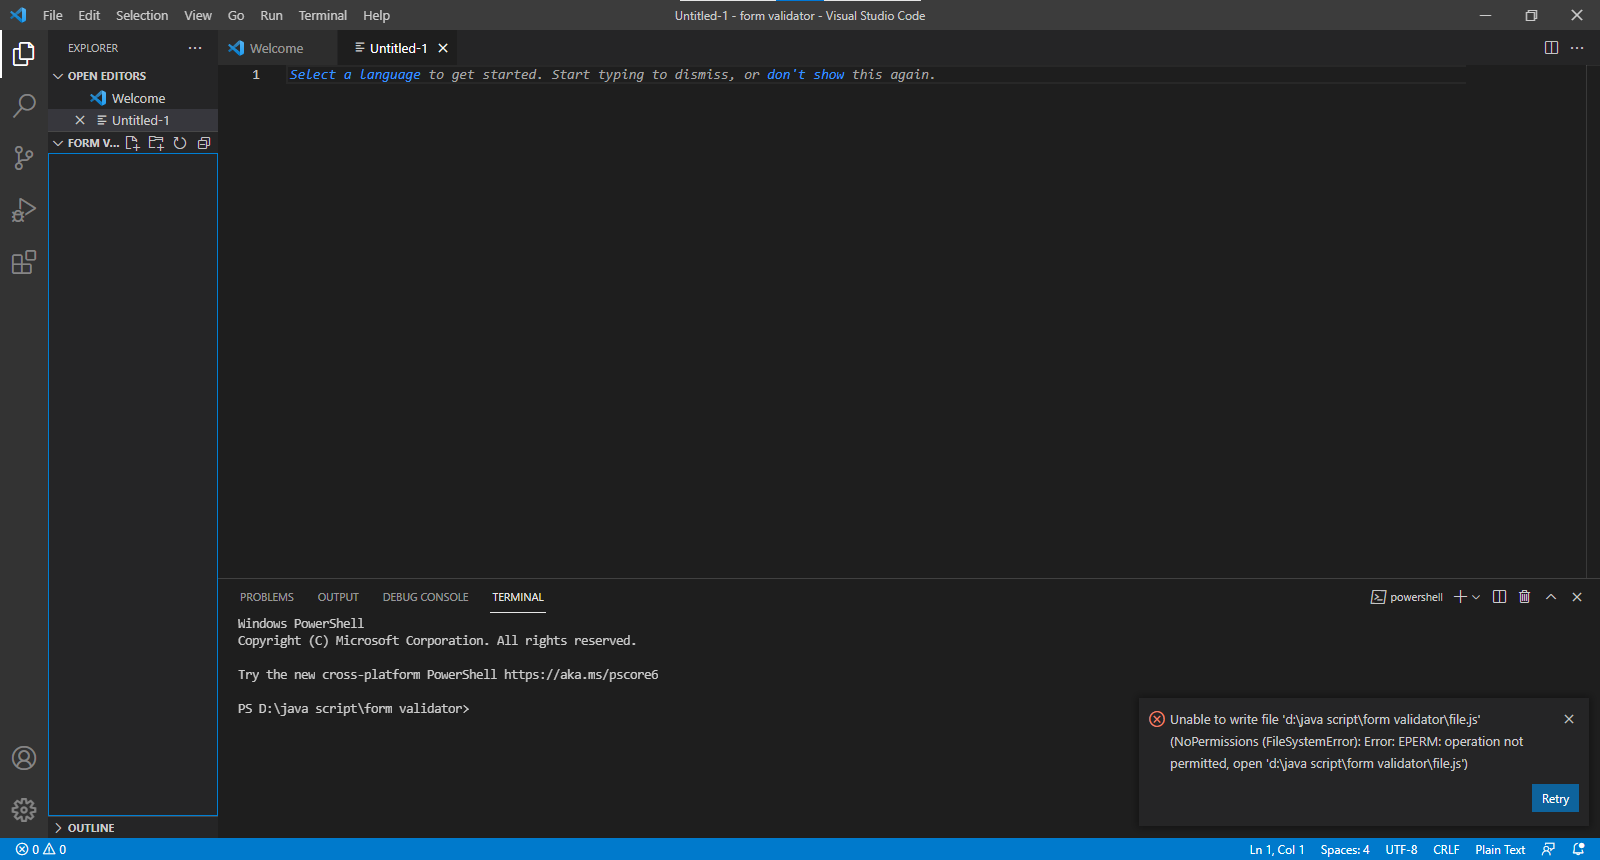 File Edit Selection View Go Run Terminal Help
Untitled-1 - form validator - Visual Studio Code
EXPLORER
Welcome
Untitled-1
OPEN EDITORS
Welcome
Untitled-1
FORM V...
1
Select a language to get started. Start typing to dismiss, or don't show this again.
PROBLEMS OUTPUT DEBUG CONSOLE TERMINAL
powershell
Windows PowerShell
Copyright (C) Microsoft Corporation. All rights reserved.
Try the new cross-platform PowerShell https://aka.ms/pscore6
PS D:\java script\form validator>
Unable to write file 'd:\java script\form validator\file.js'
(NoPermissions (FileSystemError): Error: EPERM: operation not
permitted, open 'd:\java script\form validator\file.js')
Retry
OUTLINE
0 0
Ln 1, Col 1 Spaces: 4 UTF-8 CRLF Plain Text